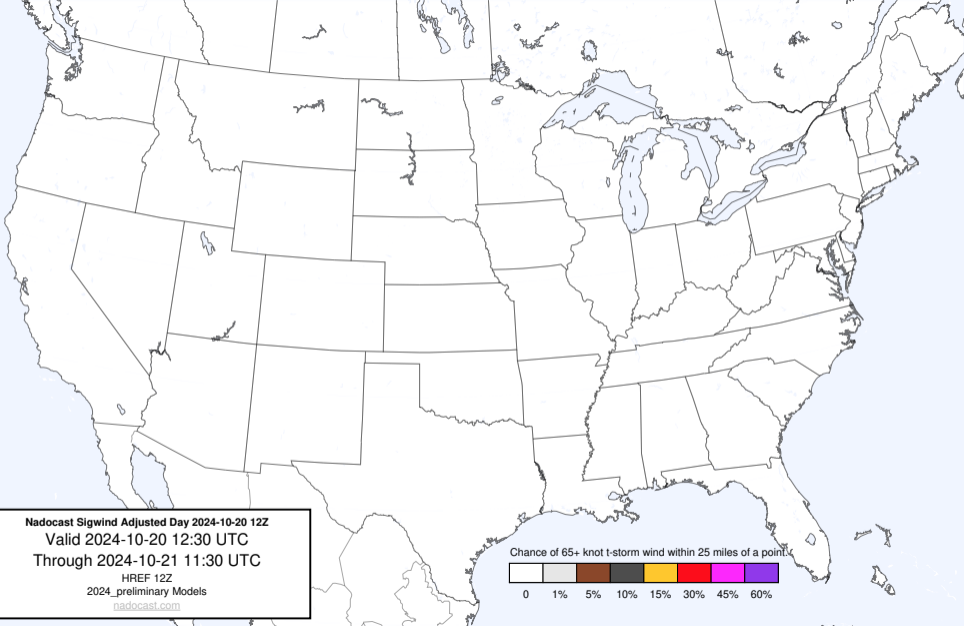 Nadocast Sigwind Adjusted Day 2024-10-20 12Z
Valid 2024-10-20 12:30 UTC
Through 2024-10-21 11:30 UTC
HREF 12Z
2024_preliminary Models
nadocast.com
Chance of 65+ knot t-storm wind within 25 miles of a point.
0 1% 5% 10% 15% 30% 45% 60%